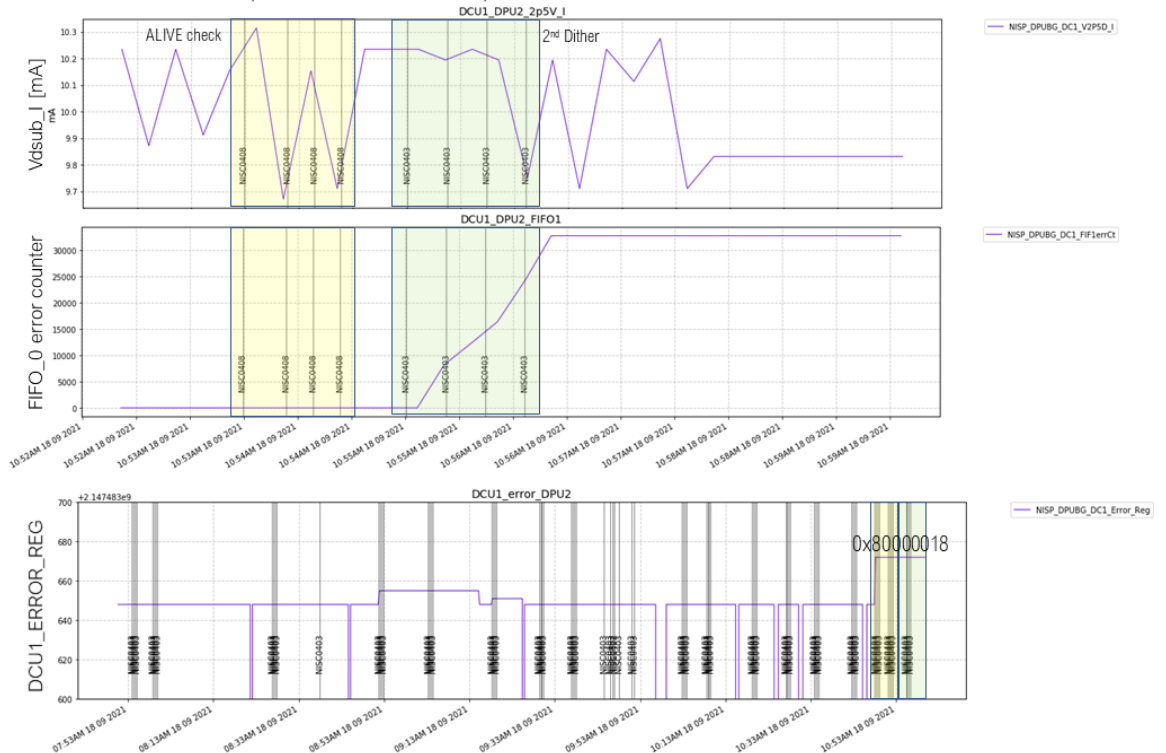 DCU1_DPU2_2p5V_I
NISP_DPUBG_DC1_V2P5D_I
ALIVE check
2nd Dither
Vdsub_I [mA]
mA
10.3
10.2
10.1
10.0
9.9
9.8
9.7
NISC0408 NISC0408 NISC0408 NISC0408 NISC0403 NISC0403 NISC0403 NISC0403
DCU1_DPU2_FIFO1
NISP_DPUBG_DC1_FIF1errCt
FIFO_0 error counter
30000
25000
20000
15000
10000
5000
0
NISC0408 NISC0408 NISC0408 NISC0408 NISC0403 NISC0403 NISC0403 NISC0403
10:52AM 18 09 2021 10:52AM 18 09 2021 10:53AM 18 09 2021 10:53AM 18 09 2021 10:54AM 18 09 2021 10:54AM 18 09 2021 10:55AM 18 09 2021 10:55AM 18 09 2021 10:56AM 18 09 2021 10:56AM 18 09 2021 10:57AM 18 09 2021 10:57AM 18 09 2021 10:58AM 18 09 2021 10:58AM 18 09 2021 10:59AM 18 09 2021 10:59AM 18 09 2021
+2.147483e9
DCU1_error_DPU2
NISP_DPUBG_DC1_Error_Reg
DCU1_ERROR_REG
0x80000018
700
680
660
640
620
600
NISC0403
07:53AM 18 09 2021 08:13AM 18 09 2021 08:33AM 18 09 2021 08:53AM 18 09 2021 09:13AM 18 09 2021 09:33AM 18 09 2021 09:53AM 18 09 2021 10:13AM 18 09 2021 10:33AM 18 09 2021 10:53AM 18 09 2021